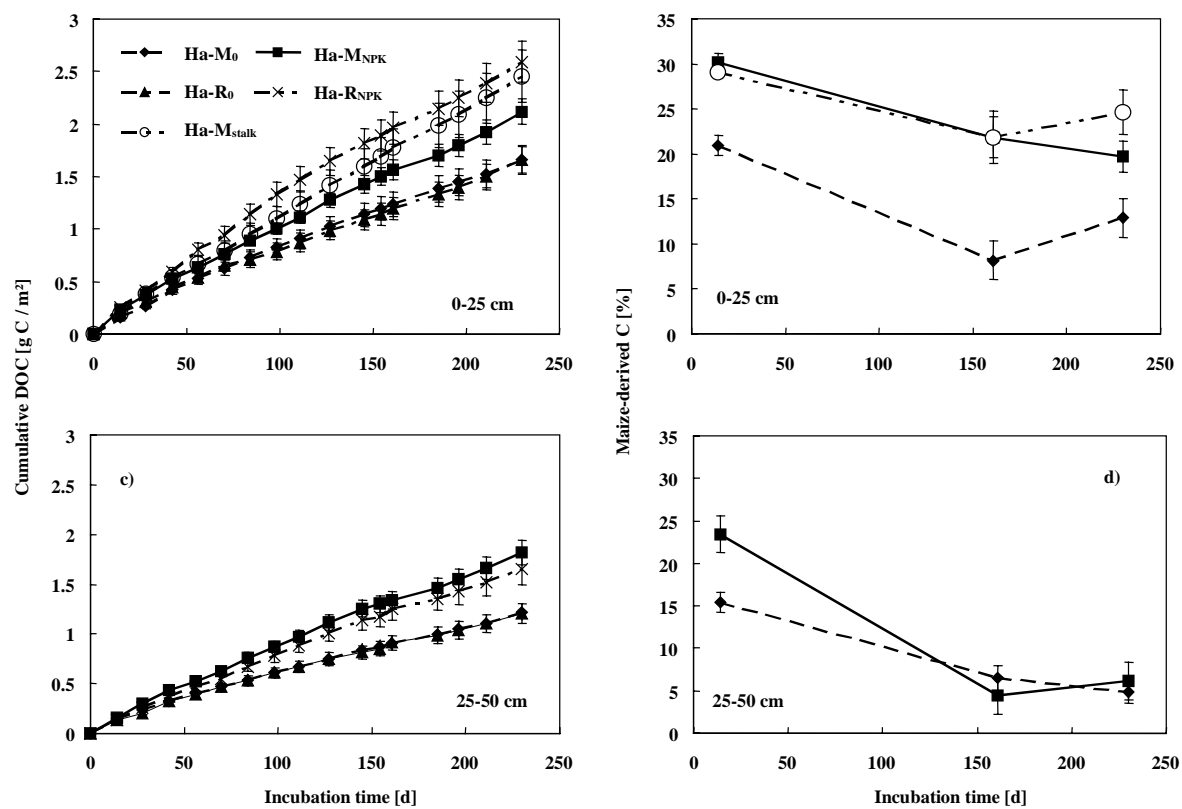 3
2.5
2
1.5
1
0.5
0
Ha-M0
Ha-MNPK
Ha-R0
Ha-RNPK
Ha-Mstalk
0-25 cm
0 50 100 150 200 250
35
30
25
20
15
10
5
0
0-25 cm
0 50 100 150 200 250
Cumulative DOC [g C / m²]
Maize-derived C [%]
3
2.5
2
1.5
1
0.5
0
c)
25-50 cm
0 50 100 150 200 250
Incubation time [d]
35
30
25
20
15
10
5
0
d)
25-50 cm
0 50 100 150 200 250
Incubation time [d]